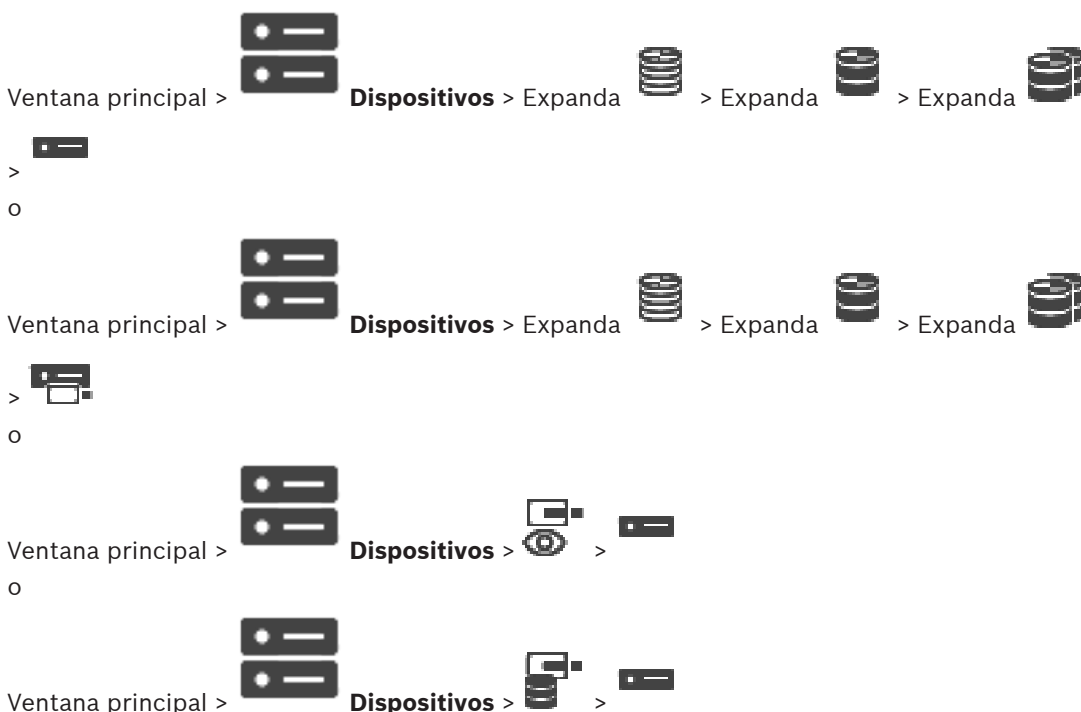 Ventana principal > Dispositivos > Expanda > Expanda > Expanda
>
o
Ventana principal > Dispositivos > Expanda > Expanda > Expanda
>
o
Ventana principal > Dispositivos > >
o
Ventana principal > Dispositivos > >